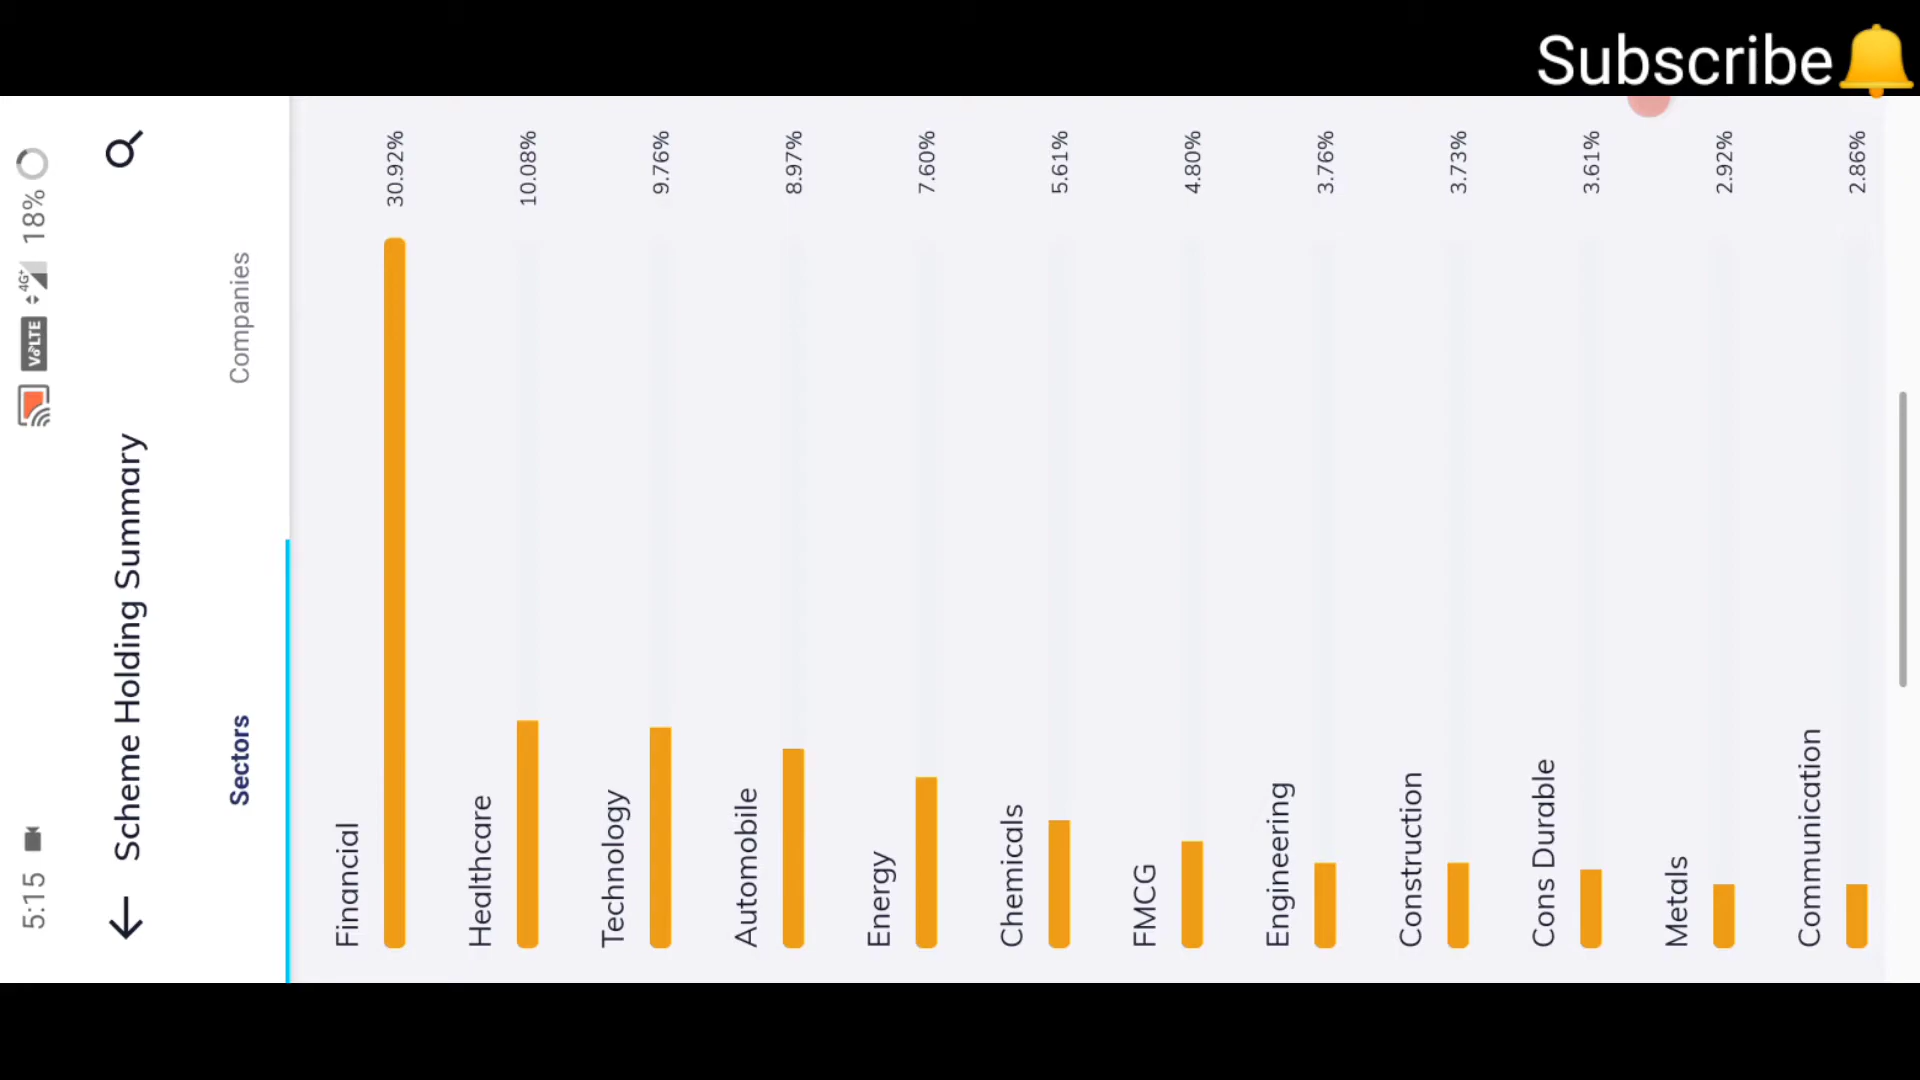 Subscribe
5:15
VoLTE
4G+
18%
Scheme Holding Summary
Sectors
Companies
Financial
30.92%
Healthcare
10.08%
Technology
9.76%
Automobile
8.97%
Energy
7.60%
Chemicals
5.61%
FMCG
4.80%
Engineering
3.76%
Construction
3.73%
Cons Durable
3.61%
Metals
2.92%
Communication
2.86%